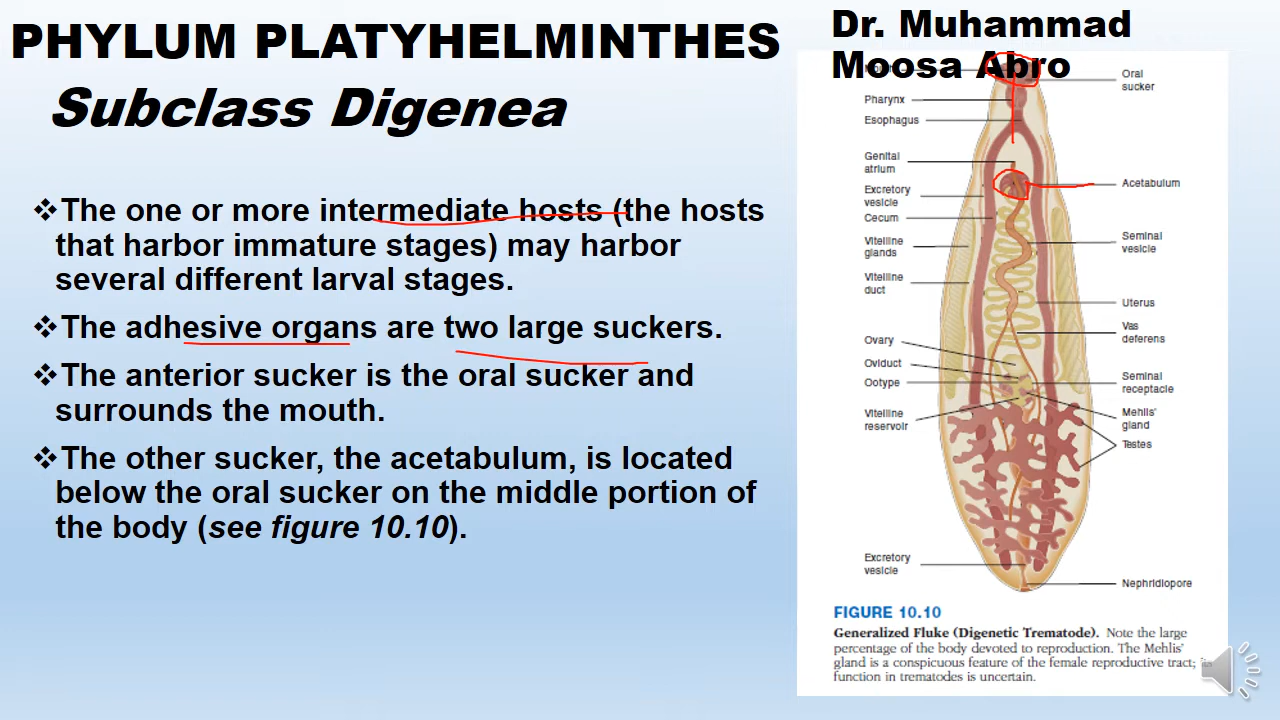 PHYLUM PLATYHELMINTHES
Subclass Digenea
Dr. Muhammad
Moosa Abro
❖The one or more intermediate hosts (the hosts
that harbor immature stages) may harbor
several different larval stages.
❖The adhesive organs are two large suckers.
❖The anterior sucker is the oral sucker and
surrounds the mouth.
❖The other sucker, the acetabulum, is located
below the oral sucker on the middle portion of
the body (see figure 10.10).
Oral
sucker
Pharynx
Esophagus
Genital
atrium
Acetabulum
Excretory
vesicle
Cecum
Seminal
vesicle
Vitelline
glands
Vitelline
duct
Uterus
Vas
deferens
Ovary
Oviduct
Ootype
Seminal
receptacle
Vitelline
reservoir
Mehlis'
gland
Testes
Excretory
vesicle
Nephridiopore
FIGURE 10.10
Generalized Fluke (Digenetic Trematode). Note the large
percentage of the body devoted to reproduction. The Mehlis'
gland is a conspicuous feature of the female reproductive tract; its
function in trematodes is uncertain.